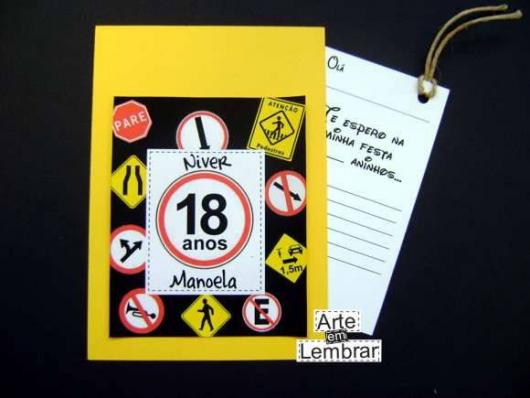 PARE
ATENÇÃO
Pedestres
Niver
18
anos
Manoela
1,5m
E
Olá
Te espero na
minha festa
aninhos...
Arte
em
Lembrar